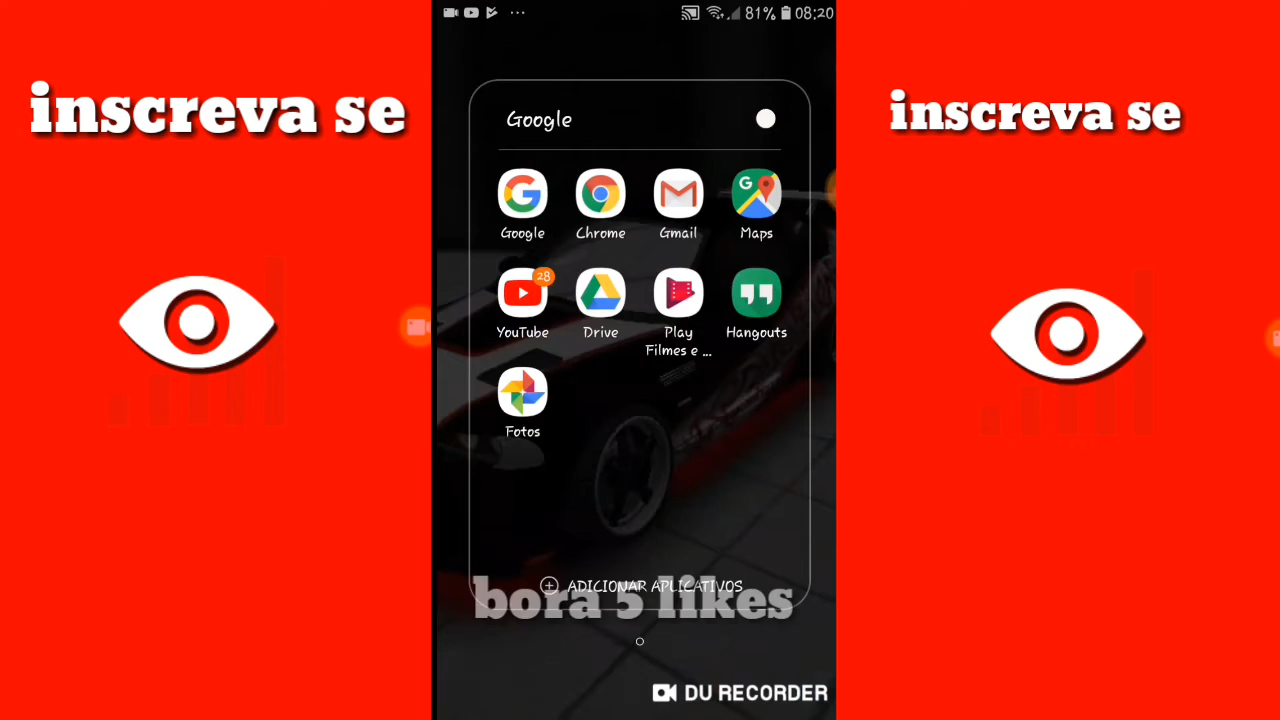 inscreva se
inscreva se
81% 08:20
Google
Google Chrome Gmail Maps
28
YouTube Drive Play Filmes e ... Hangouts
Fotos
ADICIONAR APLICATIVOS
bora 5 likes
DU RECORDER